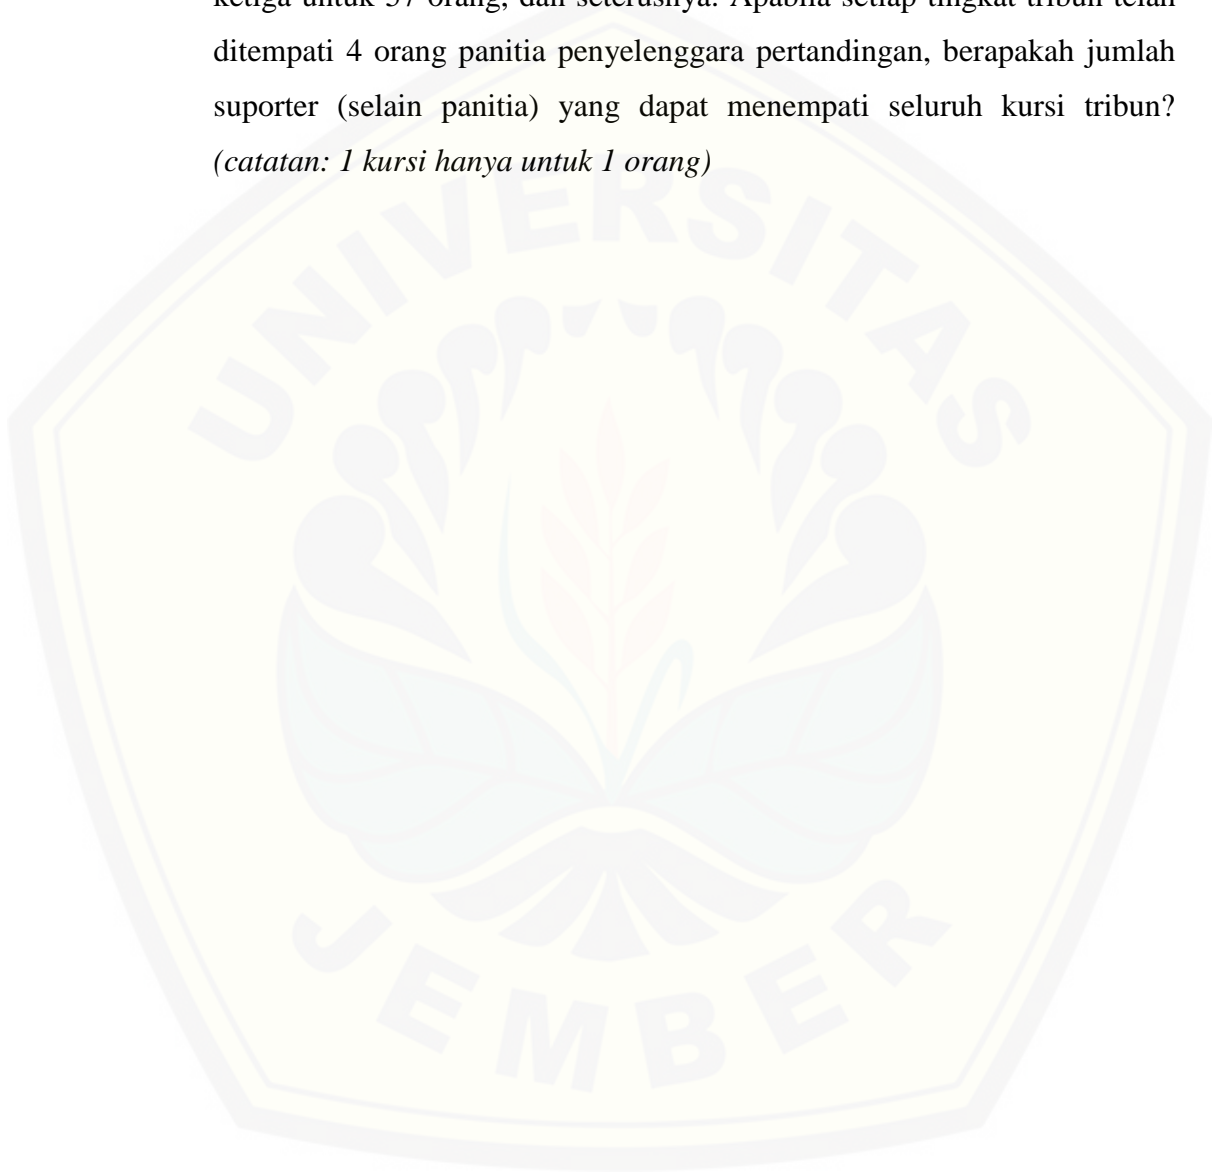 ketiga untuk 57 orang, dan seterusnya. Apabila setiap tingkat tribun telah
ditempati 4 orang panitia penyelenggara pertandingan, berapakah jumlah
suporter (selain panitia) yang dapat menempati seluruh kursi tribun?
(catatan: 1 kursi hanya untuk 1 orang)
UNIVERSITAS
JEMBER